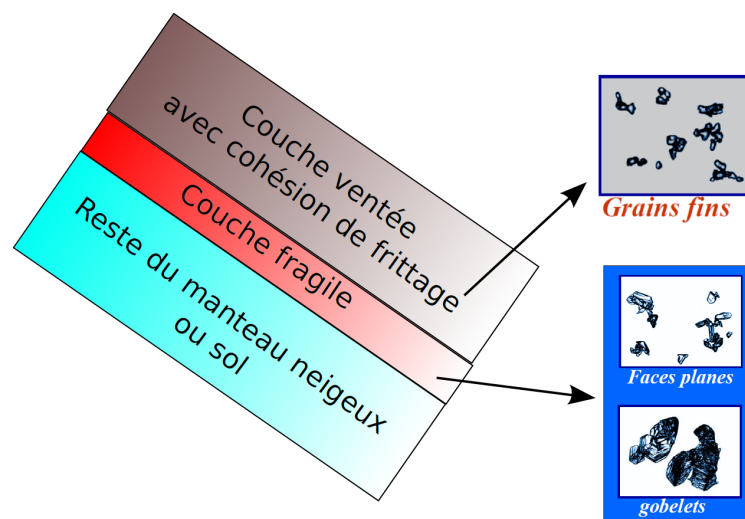 Couche ventée
avec cohésion de frittage
Couche fragile
Reste du manteau neigeux
ou sol
Grains fins
Faces planes
gobelets